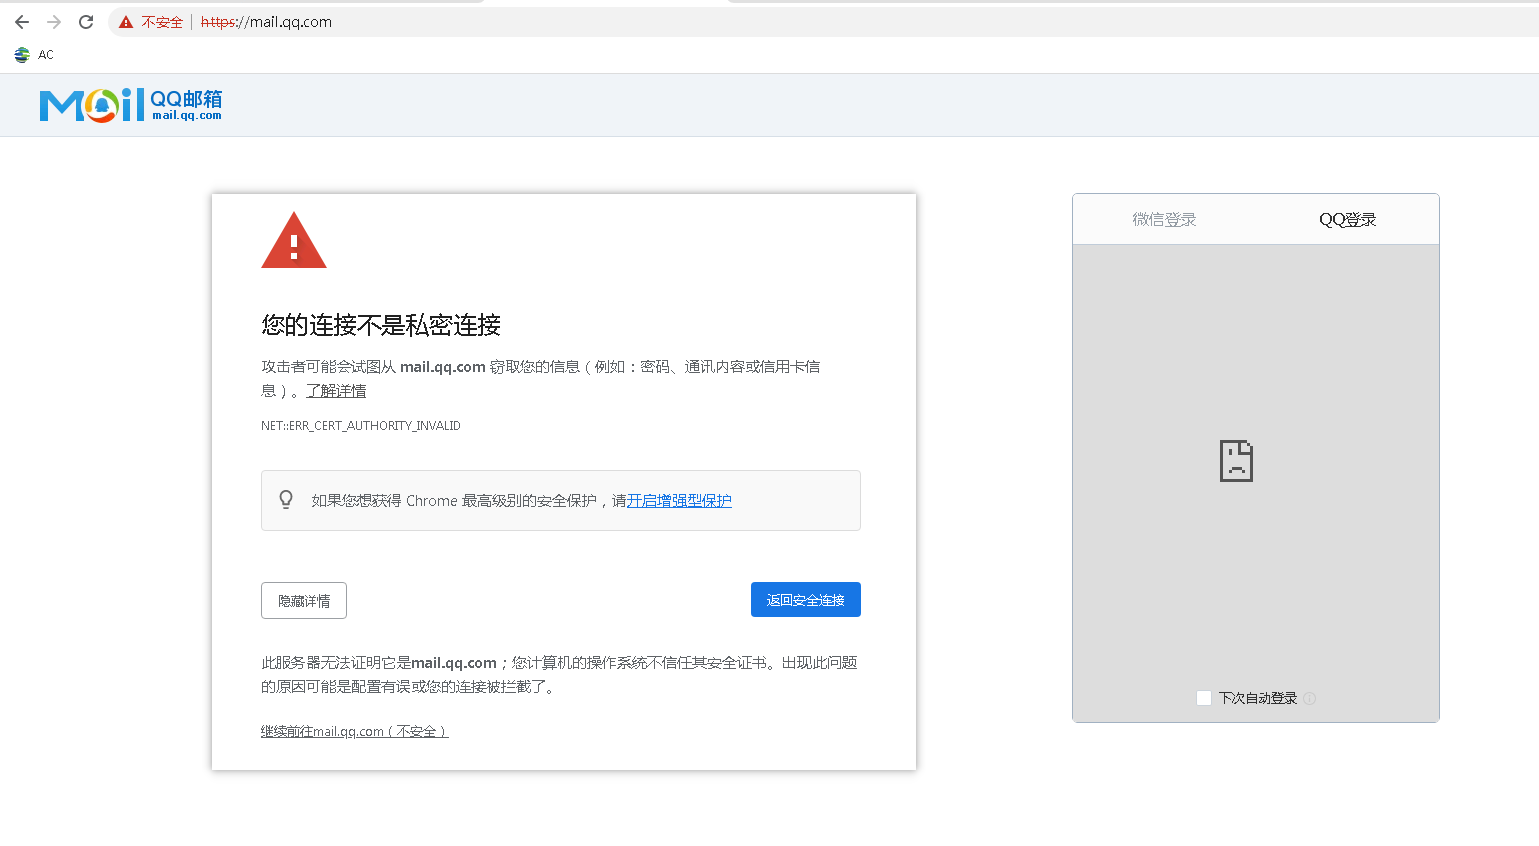 不安全 https://mail.qq.com
AC
Mail QQ邮箱
mail.qq.com
微信登录 QQ登录
您的连接不是私密连接
攻击者可能会试图从 mail.qq.com 窃取您的信息（例如：密码、通讯内容或信用卡信
息）。了解详情
NET::ERR_CERT_AUTHORITY_INVALID
如果您想获得 Chrome 最高级别的安全保护，请开启增强型保护
隐藏详情 返回安全连接
此服务器无法证明它是mail.qq.com；您计算机的操作系统不信任其安全证书。出现此问题
的原因可能是配置有误或您的连接被拦截了。
下次自动登录
继续前往mail.qq.com（不安全）